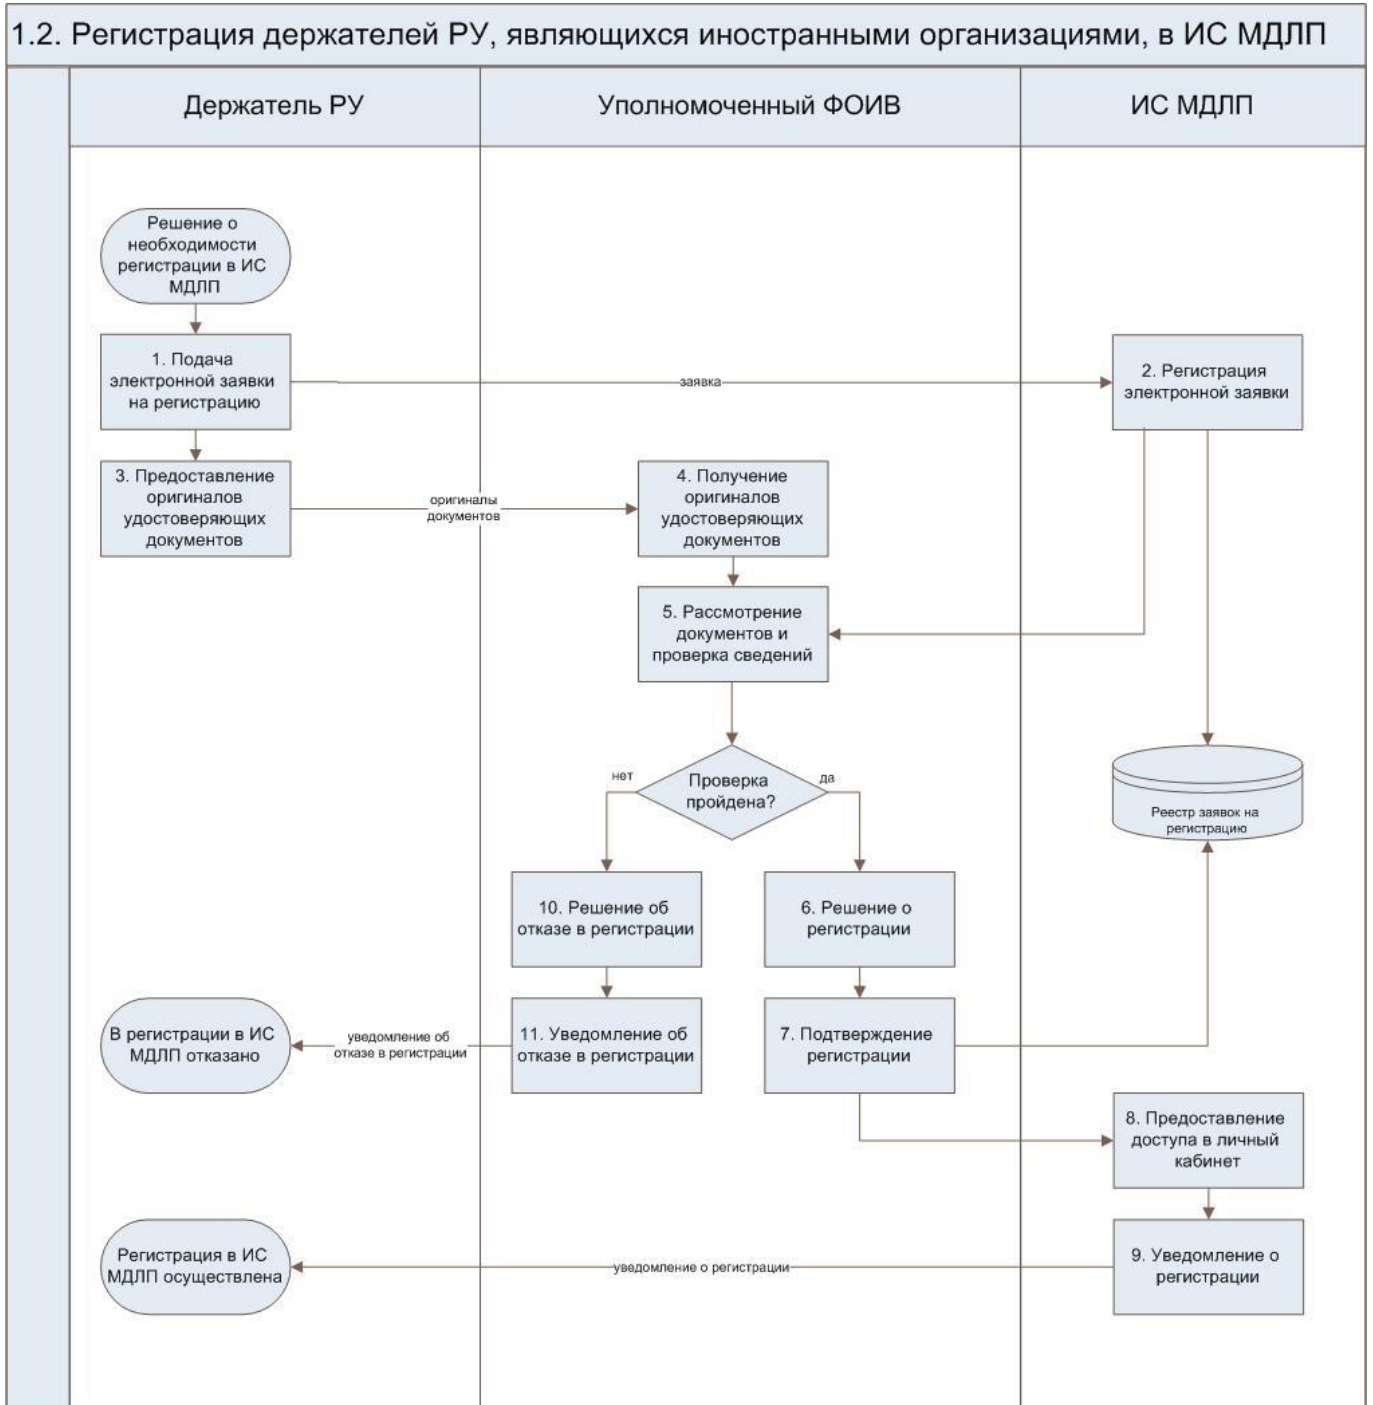 1.2. Регистрация держателей РУ, являющихся иностранными организациями, в ИС МДЛП
Держатель РУ
Уполномоченный ФОИВ
ИС МДЛП
Решение о
необходимости
регистрации в ИС
МДЛП
1. Подача
электронной заявки
на регистрацию
заявка
2. Регистрация
электронной заявки
3. Предоставление
оригиналов
удостоверяющих
документов
оригиналы
документов
4. Получение
оригиналов
удостоверяющих
документов
5. Рассмотрение
документов и
проверка сведений
нет
Проверка
пройдена?
да
Реестр заявок на
регистрацию
10. Решение об
отказе в регистрации
6. Решение о
регистрации
В регистрации в ИС
МДЛП отказано
уведомление об
отказе в регистрации
11. Уведомление об
отказе в регистрации
7. Подтверждение
регистрации
8. Предоставление
доступа в личный
кабинет
Регистрация в ИС
МДЛП осуществлена
уведомление о регистрации
9. Уведомление о
регистрации